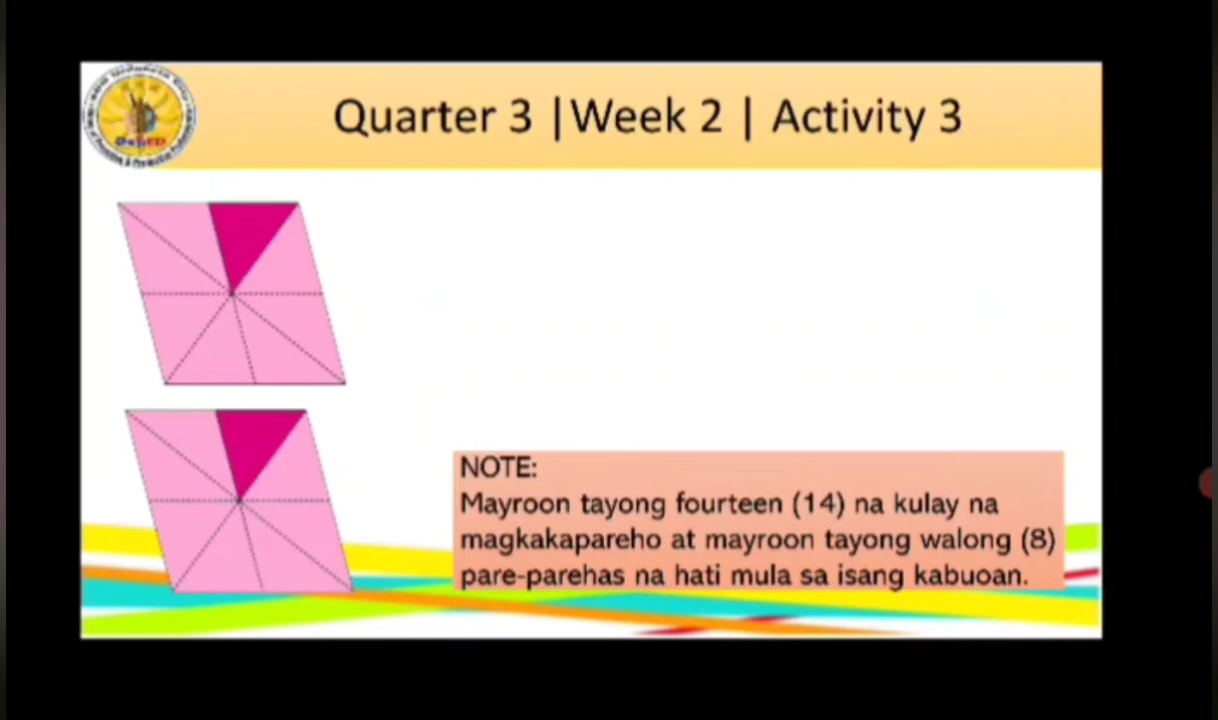 Quarter 3 |Week 2 | Activity 3
NOTE:
Mayroon tayong fourteen (14) na kulay na
magkakapareho at mayroon tayong walong (8)
pare-parehas na hati mula sa isang kabuoan.